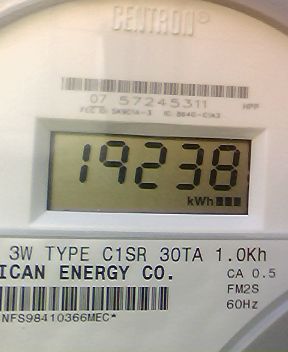 CENTRON®
07 57245311 HPP
19238
kWh
3W TYPE C1SR 30TA 1.0Kh
ICAN ENERGY CO. CA 0.5
FM2S
NFS98410366MEC* 60Hz